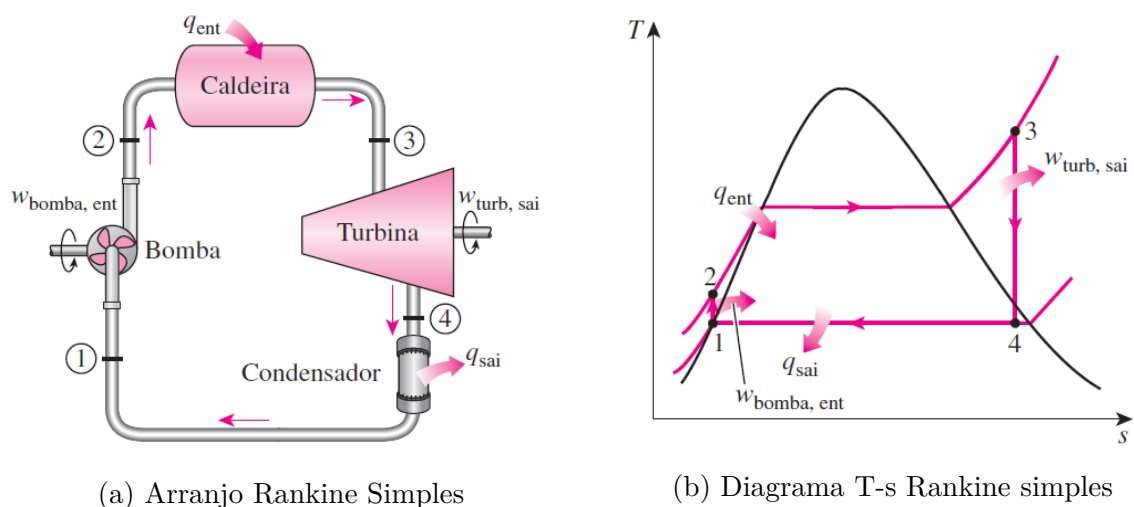 q_ent
Caldeira
②
③
w_bomba, ent
w_turb, sai
Bomba
Turbina
④
①
Condensador
q_sai
(a) Arranjo Rankine Simples
T
3
w_turb, sai
q_ent
2
1
4
q_sai
w_bomba, ent
s
(b) Diagrama T-s Rankine simples